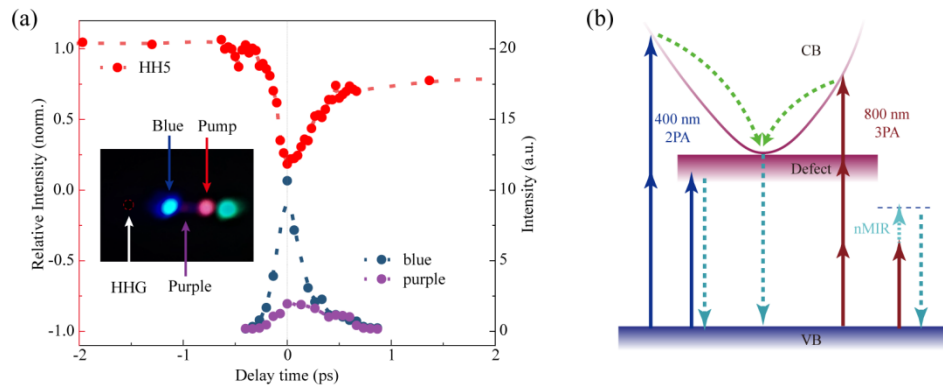 (a)
Relative Intensity (norm.)
1.0
0.5
0.0
-0.5
-1.0
HH5
Blue
Pump
HHG
Purple
blue
purple
20
15
10
5
0
Intensity (a.u.)
-2
-1
0
1
2
Delay time (ps)
(b)
CB
400 nm
2PA
800 nm
3PA
Defect
nMIR
VB